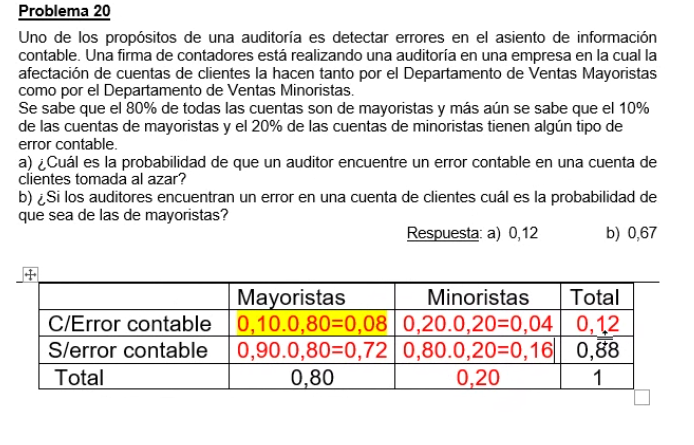 Problema 20
Uno de los propósitos de una auditoría es detectar errores en el asiento de información
contable. Una firma de contadores está realizando una auditoría en una empresa en la cual la
afectación de cuentas de clientes la hacen tanto por el Departamento de Ventas Mayoristas
como por el Departamento de Ventas Minoristas.
Se sabe que el 80% de todas las cuentas son de mayoristas y más aún se sabe que el 10%
de las cuentas de mayoristas y el 20% de las cuentas de minoristas tienen algún tipo de
error contable.
a) ¿Cuál es la probabilidad de que un auditor encuentre un error contable en una cuenta de
clientes tomada al azar?
b) ¿Si los auditores encuentran un error en una cuenta de clientes cuál es la probabilidad de
que sea de las de mayoristas?
Respuesta: a) 0,12 b) 0,67
Mayoristas Minoristas Total
C/Error contable 0,10.0,80=0,08 0,20.0,20=0,04 0,12
S/error contable 0,90.0,80=0,72 0,80.0,20=0,16 0,88
Total 0,80 0,20 1